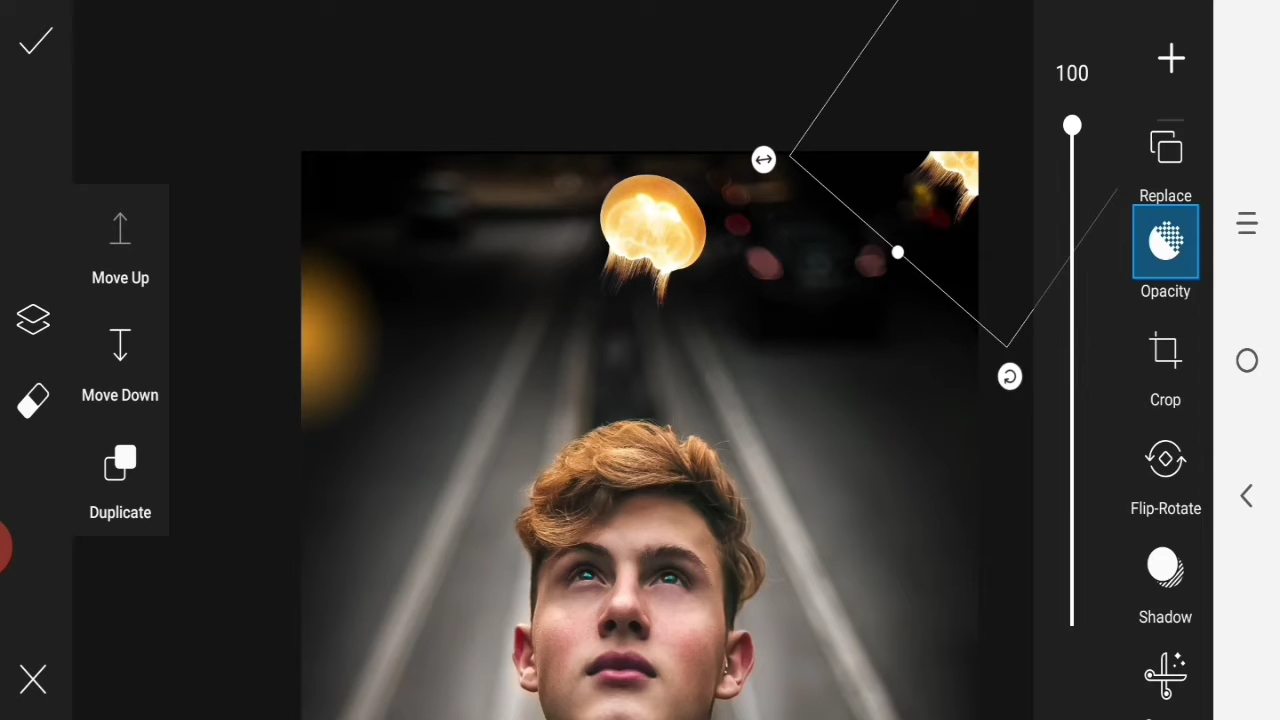 100
Replace
Opacity
Crop
Flip-Rotate
Shadow
Move Up
Move Down
Duplicate